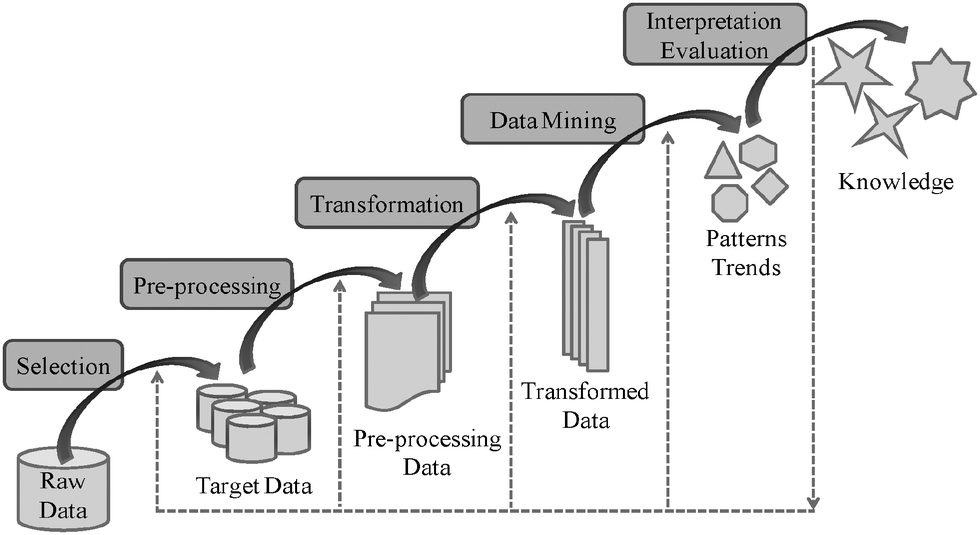 Interpretation
Evaluation
Data Mining
Knowledge
Transformation
Patterns
Trends
Pre-processing
Selection
Transformed
Data
Pre-processing
Data
Target Data
Raw
Data